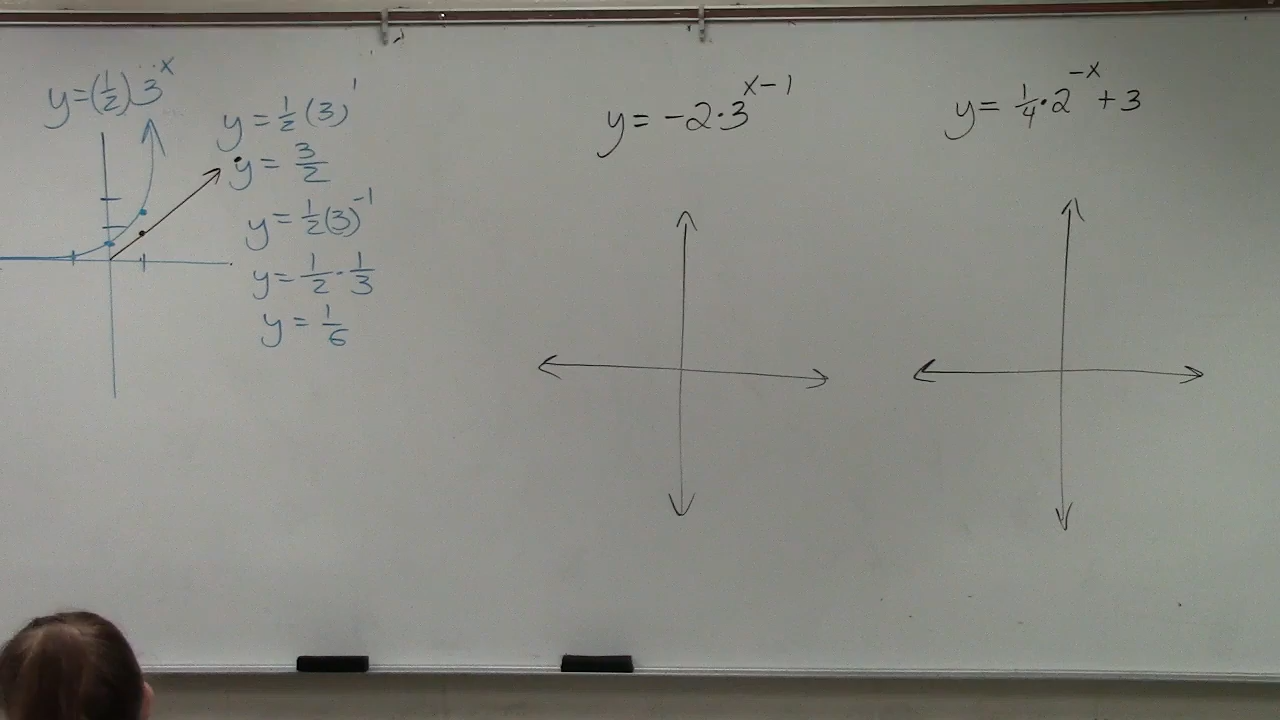 y=(1/2)3^x
y=1/2(3)^1
y=3/2
y=1/2(3)^-1
y=1/2·1/3
y=1/6
y=-2·3^x-1
y=1/4·2^-x+3